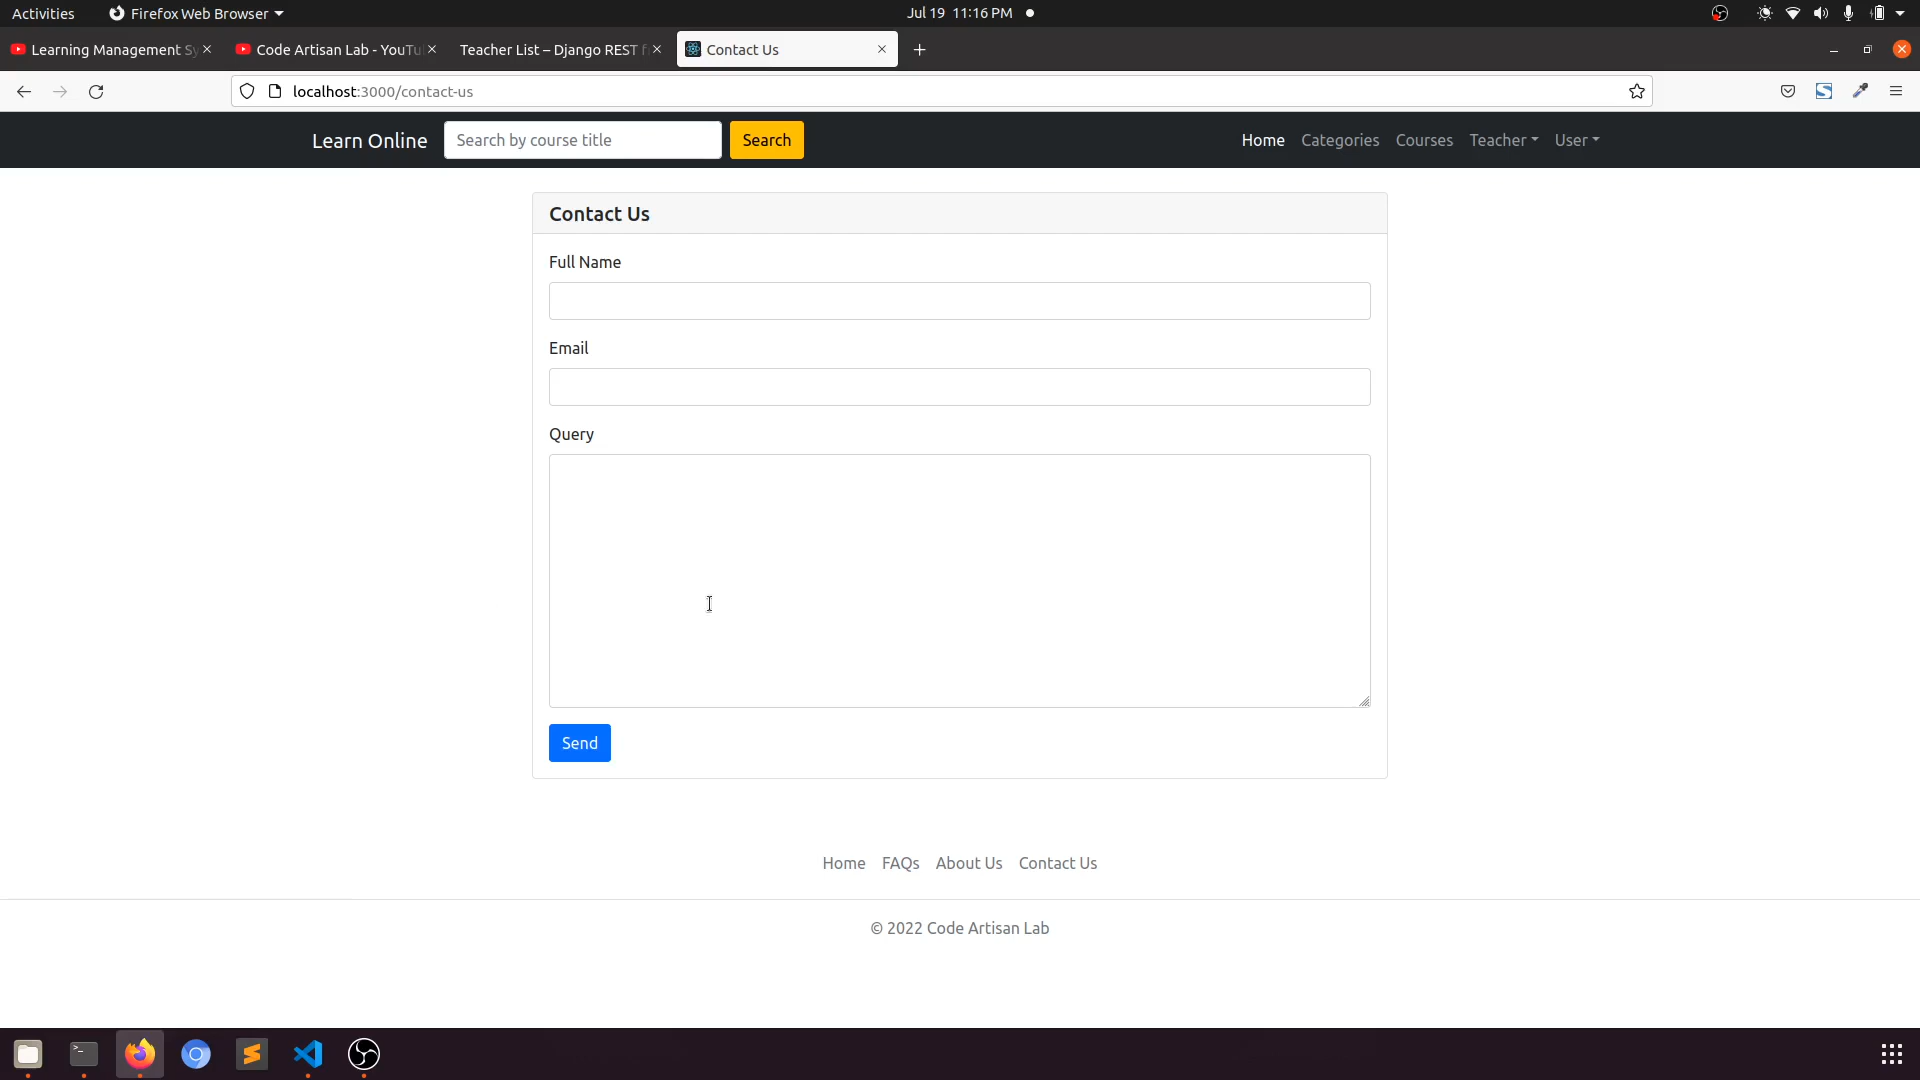 Activities Firefox Web Browser Jul 19 11:16 PM
Learning Management Sy Code Artisan Lab - YouTu Teacher List – Django REST f Contact Us
localhost:3000/contact-us
Learn Online Search by course title Search Home Categories Courses Teacher User
Contact Us
Full Name
Email
Query
Send
Home FAQs About Us Contact Us
© 2022 Code Artisan Lab